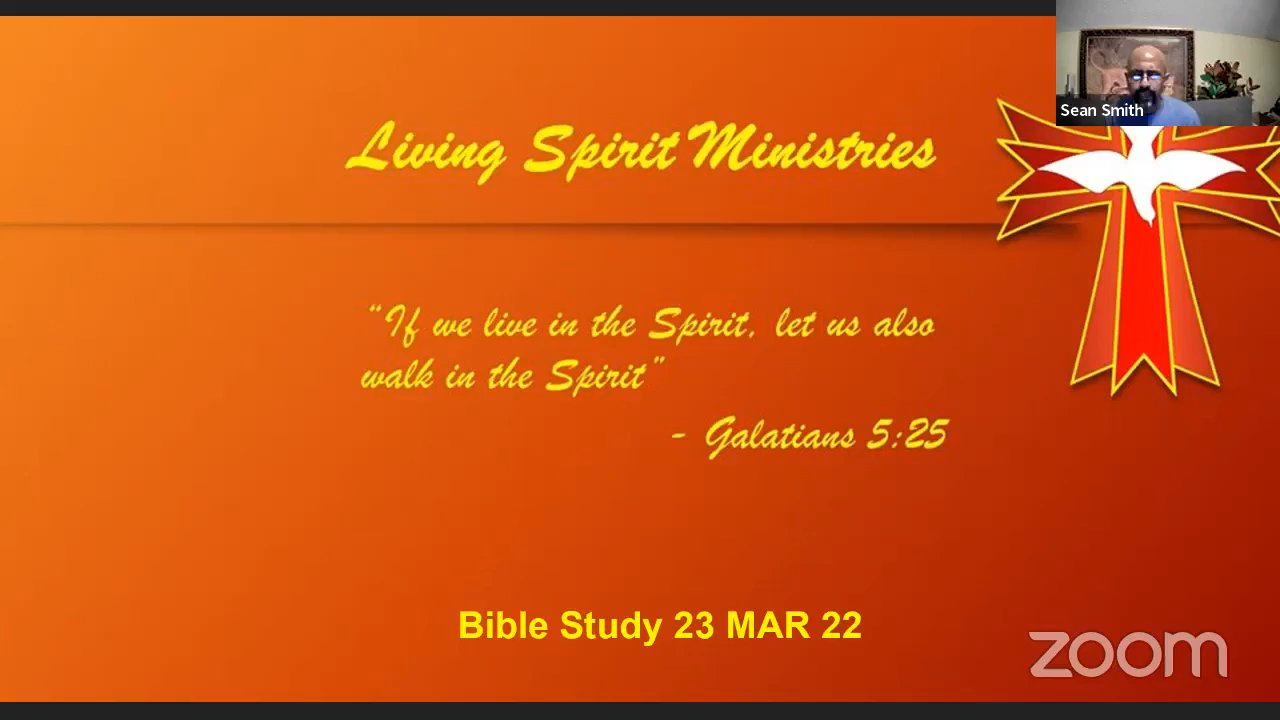 Sean Smith
Living Spirit Ministries
“If we live in the Spirit, let us also
walk in the Spirit”
- Galatians 5:25
Bible Study 23 MAR 22
zoom